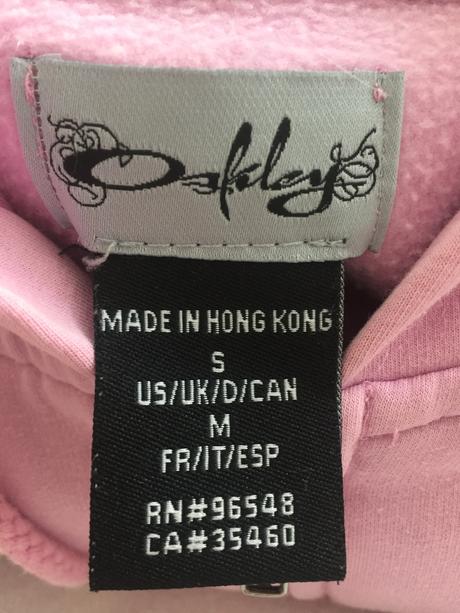 Oakley
MADE IN HONG KONG
S
US/UK/D/CAN
M
FR/IT/ESP
RN#96548
CA#35460